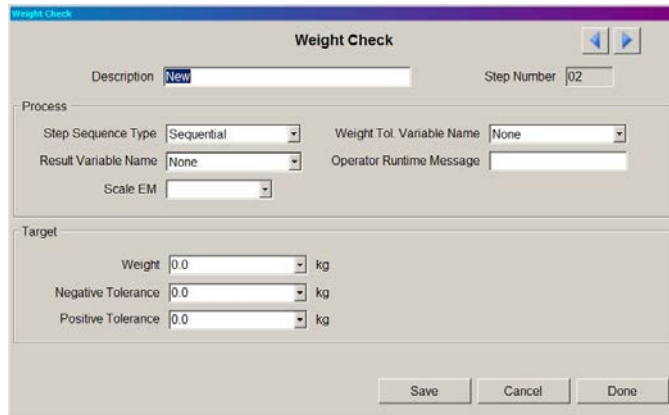 Weight Check
Weight Check
Description New Step Number 02
Process
Step Sequence Type Sequential Weight Tol. Variable Name None
Result Variable Name None Operator Runtime Message
Scale EM
Target
Weight 0.0 kg
Negative Tolerance 0.0 kg
Positive Tolerance 0.0 kg
Save Cancel Done